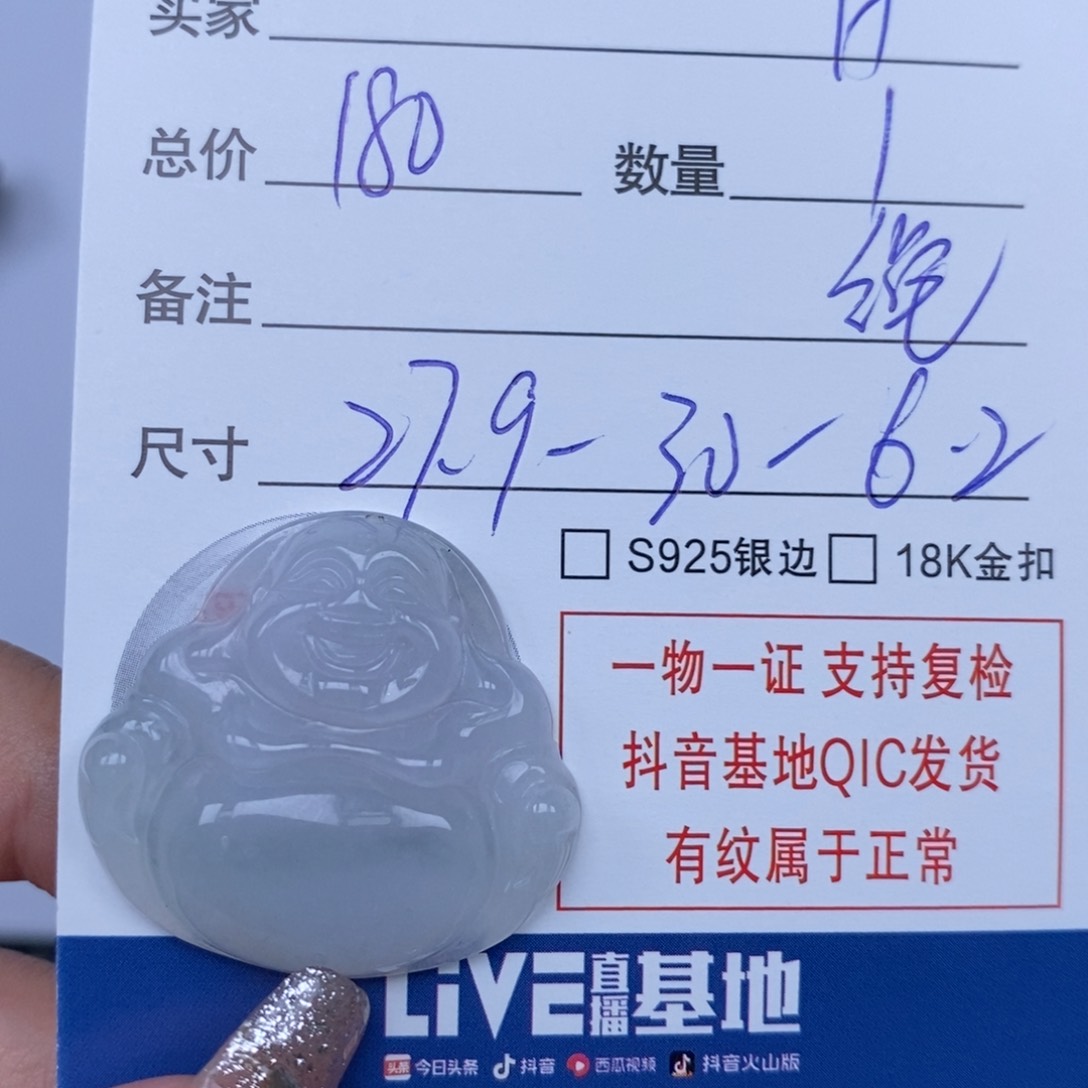 买家
总价 180 数量 1
备注 绳
尺寸 27.9-30-6.2
S925银边 18K金扣
一物一证 支持复检
抖音基地QIC发货
有纹属于正常
LiVE直播基地
头条 今日头条 抖音 西瓜视频 抖音火山版